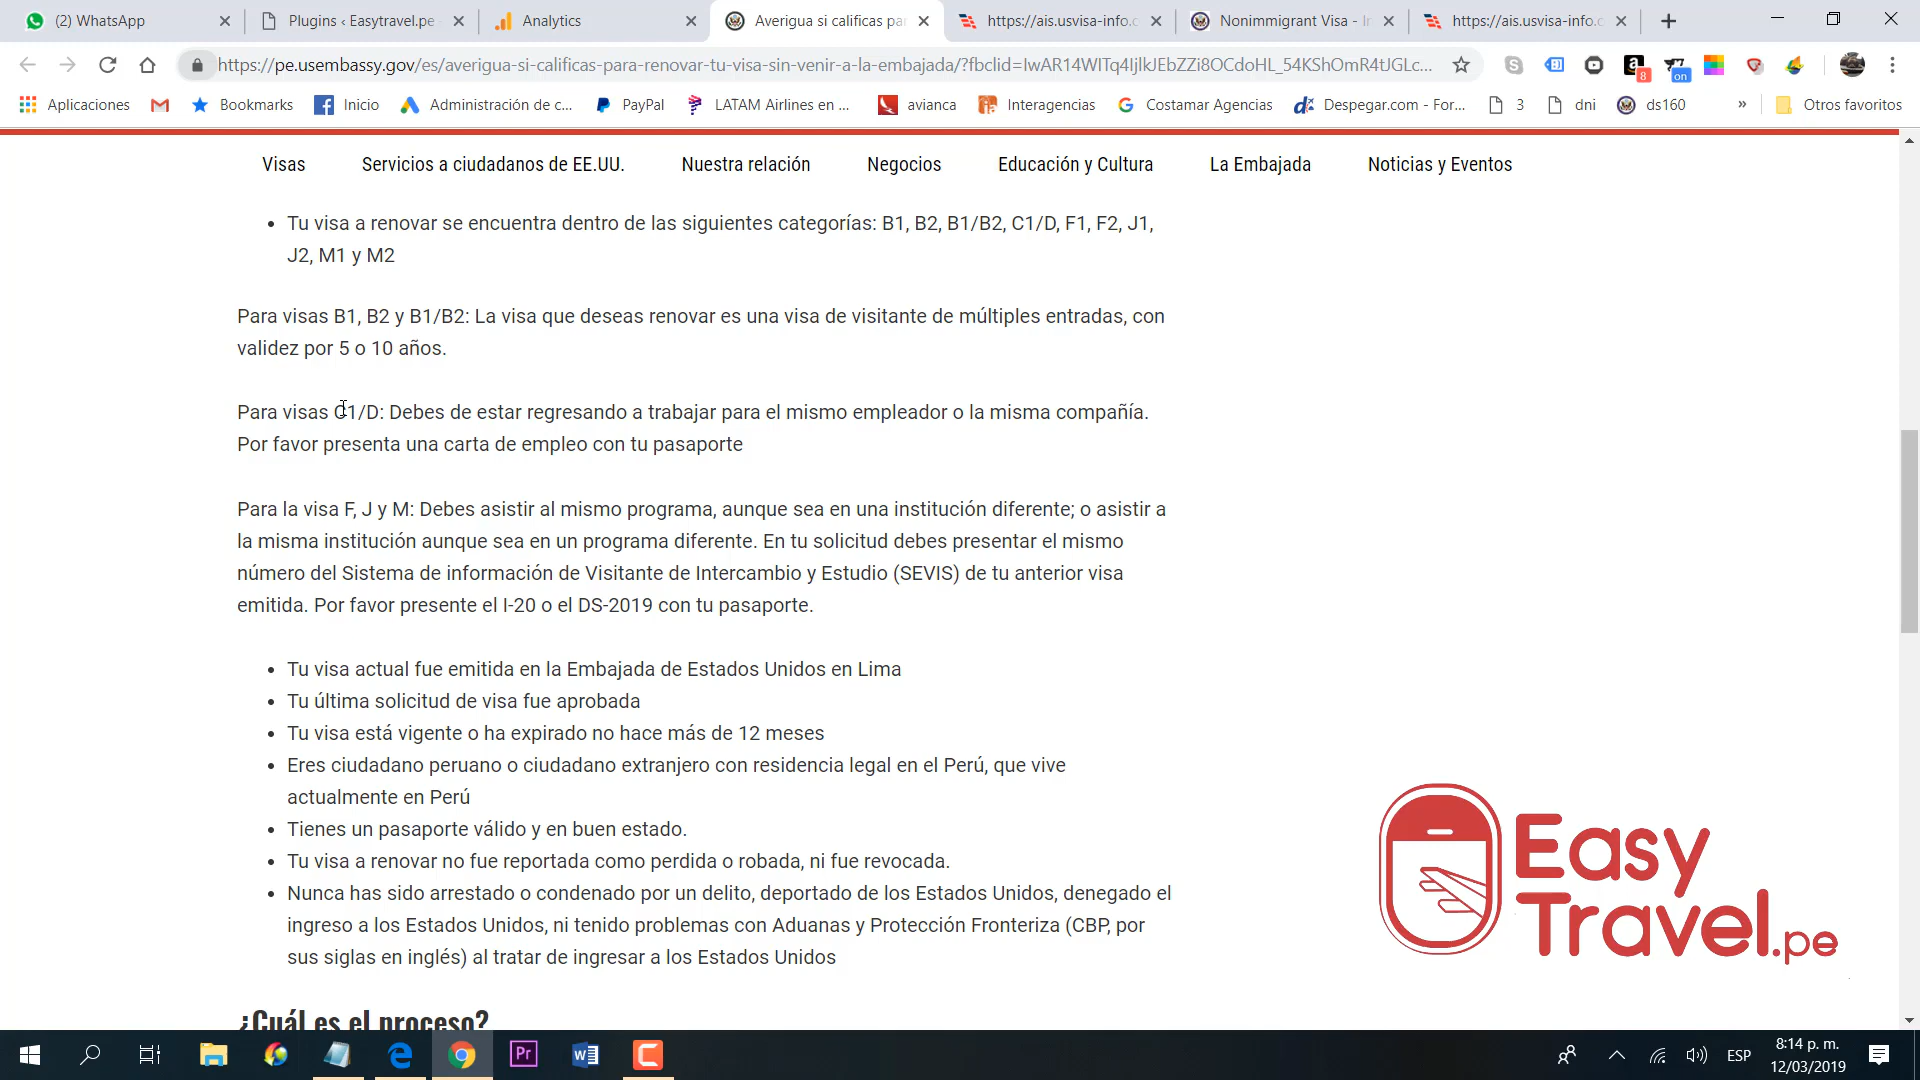 (2) WhatsApp
Plugins ‹ Easytravel.pe -
Analytics
Averigua si calificas pa
https://ais.usvisa-info.c
Nonimmigrant Visa - In
https://ais.usvisa-info.c
https://pe.usembassy.gov/es/averigua-si-calificas-para-renovar-tu-visa-sin-venir-a-la-embajada/?fbclid=IwAR14WITq4IjlkJEbZZi8OCdoHL_54KShOmR4tJGLc...
8
on
Aplicaciones
Bookmarks
Inicio
Administración de c...
PayPal
LATAM Airlines en ...
avianca
Interagencias
Costamar Agencias
Despegar.com - For...
3
dni
ds160
»
Otros favoritos
Visas
Servicios a ciudadanos de EE.UU.
Nuestra relación
Negocios
Educación y Cultura
La Embajada
Noticias y Eventos
• Tu visa a renovar se encuentra dentro de las siguientes categorías: B1, B2, B1/B2, C1/D, F1, F2, J1,
J2, M1 y M2
Para visas B1, B2 y B1/B2: La visa que deseas renovar es una visa de visitante de múltiples entradas, con
validez por 5 o 10 años.
Para visas C1/D: Debes de estar regresando a trabajar para el mismo empleador o la misma compañía.
Por favor presenta una carta de empleo con tu pasaporte
Para la visa F, J y M: Debes asistir al mismo programa, aunque sea en una institución diferente; o asistir a
la misma institución aunque sea en un programa diferente. En tu solicitud debes presentar el mismo
número del Sistema de información de Visitante de Intercambio y Estudio (SEVIS) de tu anterior visa
emitida. Por favor presente el I-20 o el DS-2019 con tu pasaporte.
• Tu visa actual fue emitida en la Embajada de Estados Unidos en Lima
• Tu última solicitud de visa fue aprobada
• Tu visa está vigente o ha expirado no hace más de 12 meses
• Eres ciudadano peruano o ciudadano extranjero con residencia legal en el Perú, que vive
actualmente en Perú
• Tienes un pasaporte válido y en buen estado.
• Tu visa a renovar no fue reportada como perdida o robada, ni fue revocada.
• Nunca has sido arrestado o condenado por un delito, deportado de los Estados Unidos, denegado el
ingreso a los Estados Unidos, ni tenido problemas con Aduanas y Protección Fronteriza (CBP, por
sus siglas en inglés) al tratar de ingresar a los Estados Unidos
¿Cuál es el proceso?
Easy
Travel.pe
Pr
ESP
8:14 p. m.
12/03/2019